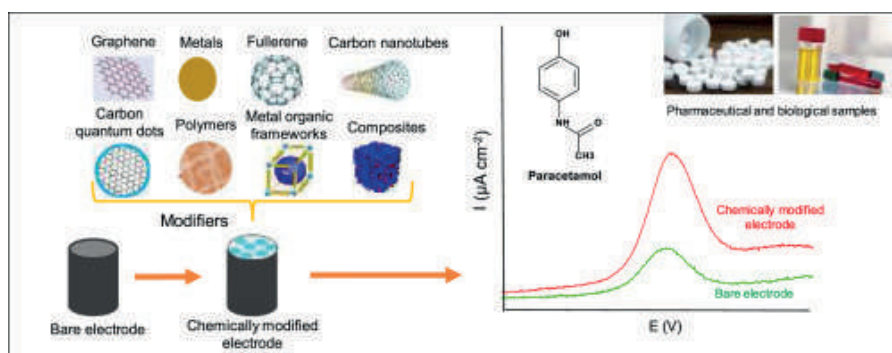 Graphene
Metals
Fullerene
Carbon nanotubes
Carbon
quantum dots
Polymers
Metal organic
frameworks
Composites
Modifiers
Bare electrode
Chemically modified
electrode
I (µA cm⁻²)
OH
NH
O
CH3
Paracetamol
Pharmaceutical and biological samples
Chemically modified
electrode
Bare electrode
E (V)